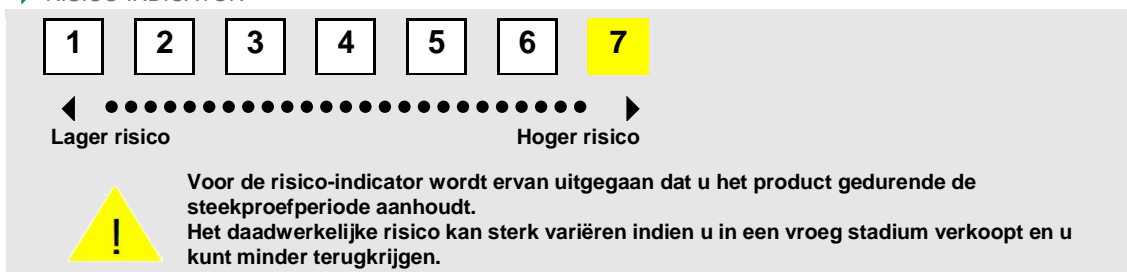 RISICO-INDICATOR
1 2 3 4 5 6 7
Lager risico Hoger risico
!
Voor de risico-indicator wordt ervan uitgegaan dat u het product gedurende de
steekproefperiode aanhoudt.
Het daadwerkelijke risico kan sterk variëren indien u in een vroeg stadium verkoopt en u
kunt minder terugkrijgen.